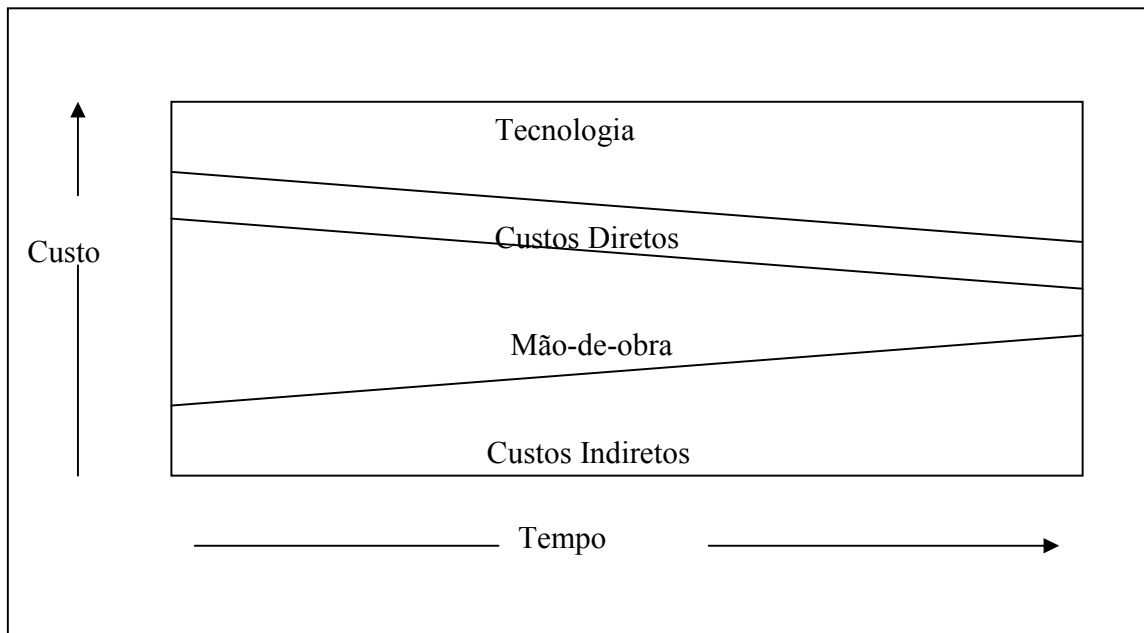 Tecnologia
Custos Diretos
Custo
Mão-de-obra
Custos Indiretos
Tempo